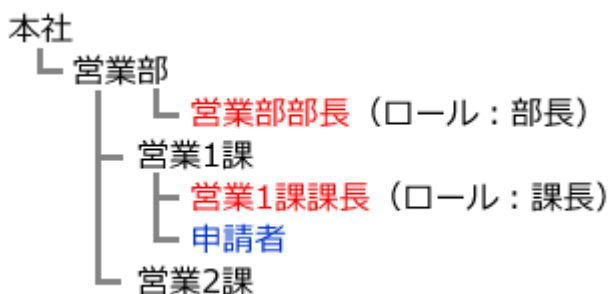 本社
営業部
営業部部長（ロール：部長）
営業1課
営業1課課長（ロール：課長）
申請者
営業2課